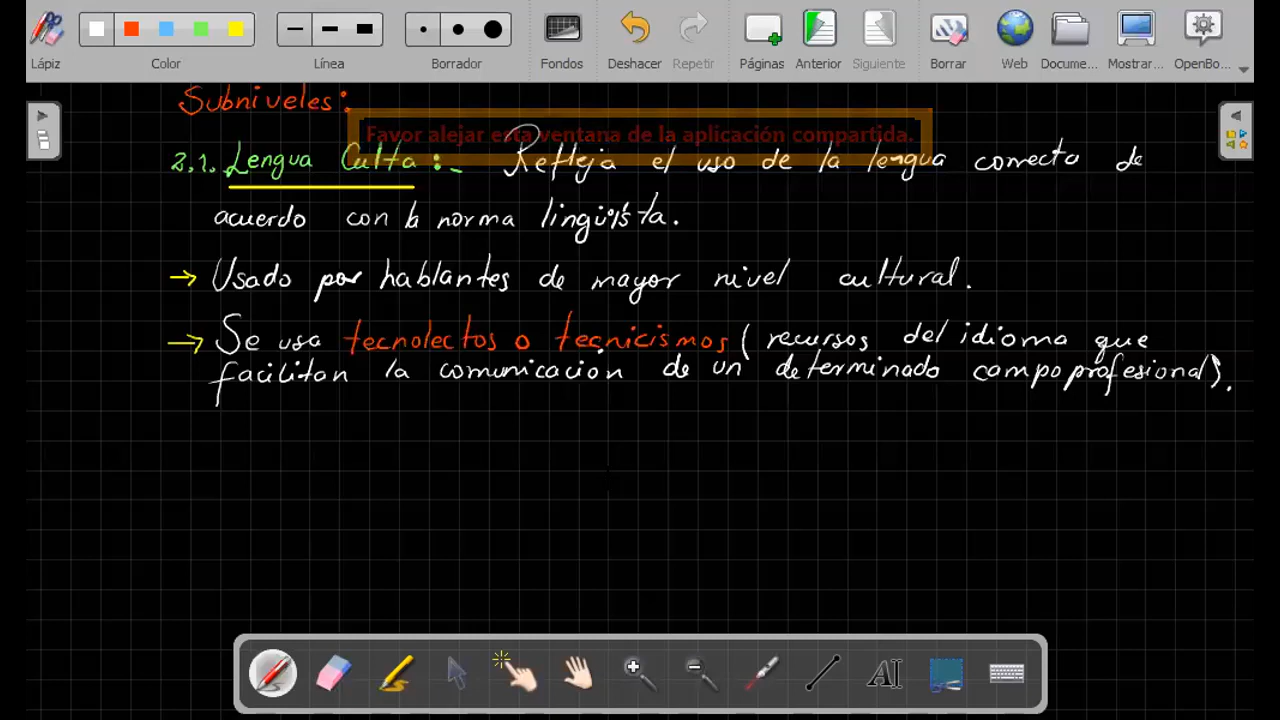 Lápiz Color Línea Borrador Fondos Deshacer Repetir Páginas Anterior Siguiente Borrar Web Docume... Mostrar... OpenBo...
Subniveles:
Favor alejar esta ventana de la aplicación compartida.
2.1. Lengua Culta :_ Refleja el uso de la lengua correcta de
acuerdo con la norma lingüísta.
→ Usado por hablantes de mayor nivel cultural.
→ Se usa tecnolectos o tecnicismos ( recursos del idioma que
facilitan la comunicación de un determinado campo profesional).